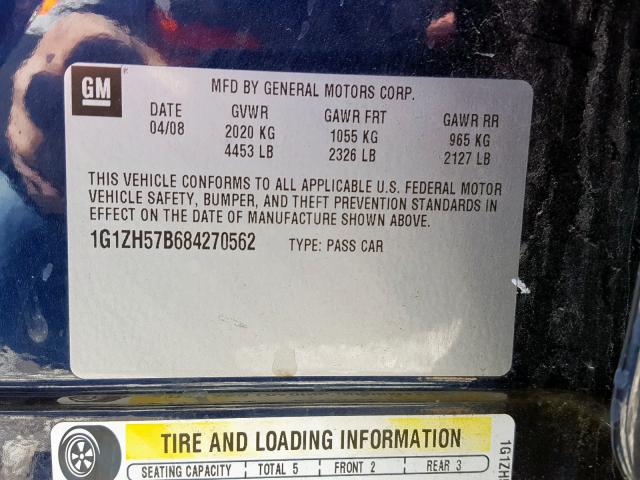 GM
MFD BY GENERAL MOTORS CORP.
DATE GVWR GAWR FRT GAWR RR
04/08 2020 KG 1055 KG 965 KG
4453 LB 2326 LB 2127 LB
THIS VEHICLE CONFORMS TO ALL APPLICABLE U.S. FEDERAL MOTOR
VEHICLE SAFETY, BUMPER, AND THEFT PREVENTION STANDARDS IN
EFFECT ON THE DATE OF MANUFACTURE SHOWN ABOVE.
1G1ZH57B684270562 TYPE: PASS CAR
TIRE AND LOADING INFORMATION
SEATING CAPACITY TOTAL 5 FRONT 2 REAR 3
1G1ZH